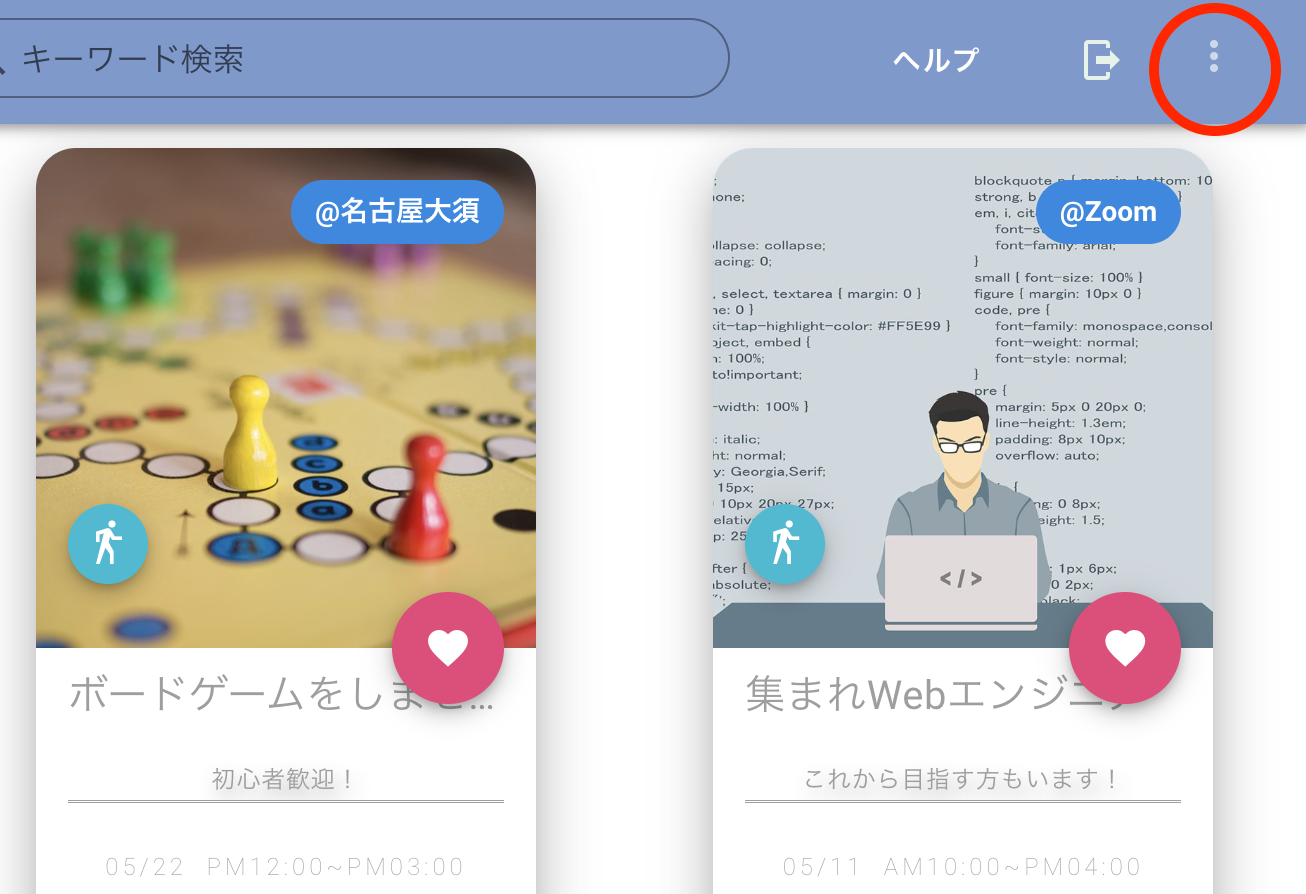 キーワード検索
ヘルプ
@名古屋大須
d
c
b
a
A
ボードゲームをしま
初心者歓迎！
05/22 PM12:00~PM03:00
;
one;
ollapse: collapse;
acing: 0;
, select, textarea { margin: 0 }
ne: 0 }
kit-tap-highlight-color: #FF5E99 }
bject, embed {
n: 100%;
to!important;
-width: 100% }
: italic;
ht: normal;
y: Georgia,Serif;
15px;
10px 20px 27px;
elativ
p: 25
fter {
absolute;
blockquote p { margin-bottom: 10
strong, b
}
em, i, cit
font-s
font-family: arial;
}
small { font-size: 100% }
figure { margin: 10px 0 }
code, pre {
font-family: monospace,consol
font-weight: normal;
font-style: normal;
}
pre {
margin: 5px 0 20px 0;
line-height: 1.3em;
padding: 8px 10px;
overflow: auto;
{
ng: 0 8px;
eight: 1.5;
: 1px 6px;
0 2px;
black;
@Zoom
</>
集まれWebエンジニア
これから目指す方もいます！
05/11 AM10:00~PM04:00